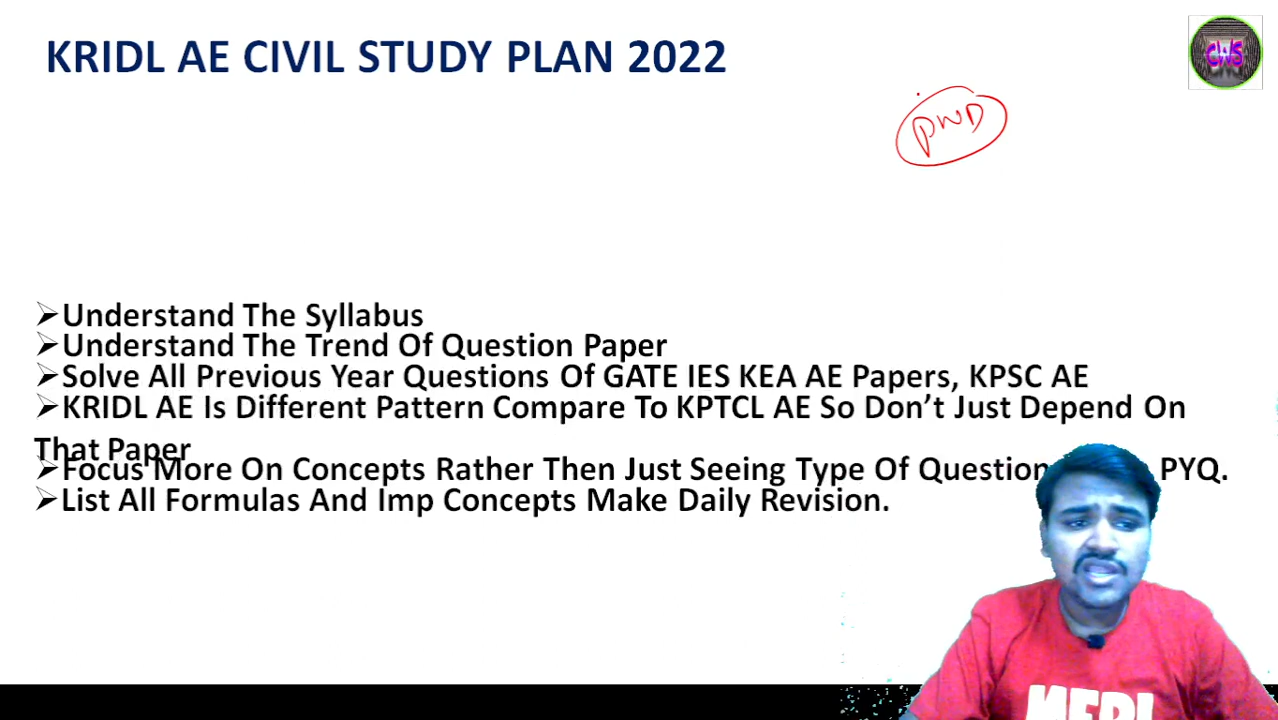 KRIDL AE CIVIL STUDY PLAN 2022
CWS
PWD
➢Understand The Syllabus
➢Understand The Trend Of Question Paper
➢Solve All Previous Year Questions Of GATE IES KEA AE Papers, KPSC AE
➢KRIDL AE Is Different Pattern Compare To KPTCL AE So Don’t Just Depend On
That Paper
➢Focus More On Concepts Rather Then Just Seeing Type Of Question PYQ.
➢List All Formulas And Imp Concepts Make Daily Revision.